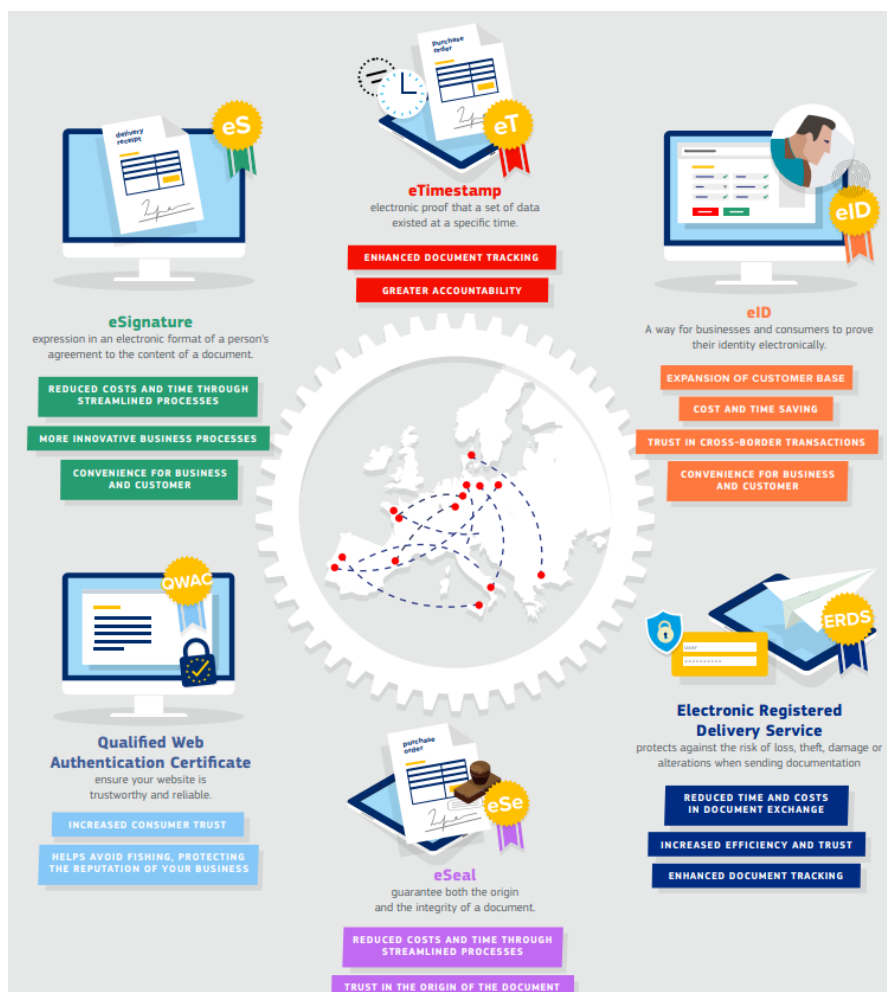 purchase
order
eT
eTimestamp
electronic proof that a set of data
existed at a specific time.
ENHANCED DOCUMENT TRACKING
GREATER ACCOUNTABILITY
delivery
receipt
eS
eSignature
expression in an electronic format of a person's
agreement to the content of a document.
REDUCED COSTS AND TIME THROUGH
STREAMLINED PROCESSES
MORE INNOVATIVE BUSINESS PROCESSES
CONVENIENCE FOR BUSINESS
AND CUSTOMER
eID
eID
A way for businesses and consumers to prove
their identity electronically.
EXPANSION OF CUSTOMER BASE
COST AND TIME SAVING
TRUST IN CROSS-BORDER TRANSACTIONS
CONVENIENCE FOR BUSINESS
AND CUSTOMER
QWAC
Qualified Web
Authentication Certificate
ensure your website is
trustworthy and reliable.
INCREASED CONSUMER TRUST
HELPS AVOID FISHING, PROTECTING
THE REPUTATION OF YOUR BUSINESS
purchase
order
eSe
eSeal
guarantee both the origin
and the integrity of a document.
REDUCED COSTS AND TIME THROUGH
STREAMLINED PROCESSES
TRUST IN THE ORIGIN OF THE DOCUMENT
ERDS
user
Electronic Registered
Delivery Service
protects against the risk of loss, theft, damage or
alterations when sending documentation
REDUCED TIME AND COSTS
IN DOCUMENT EXCHANGE
INCREASED EFFICIENCY AND TRUST
ENHANCED DOCUMENT TRACKING